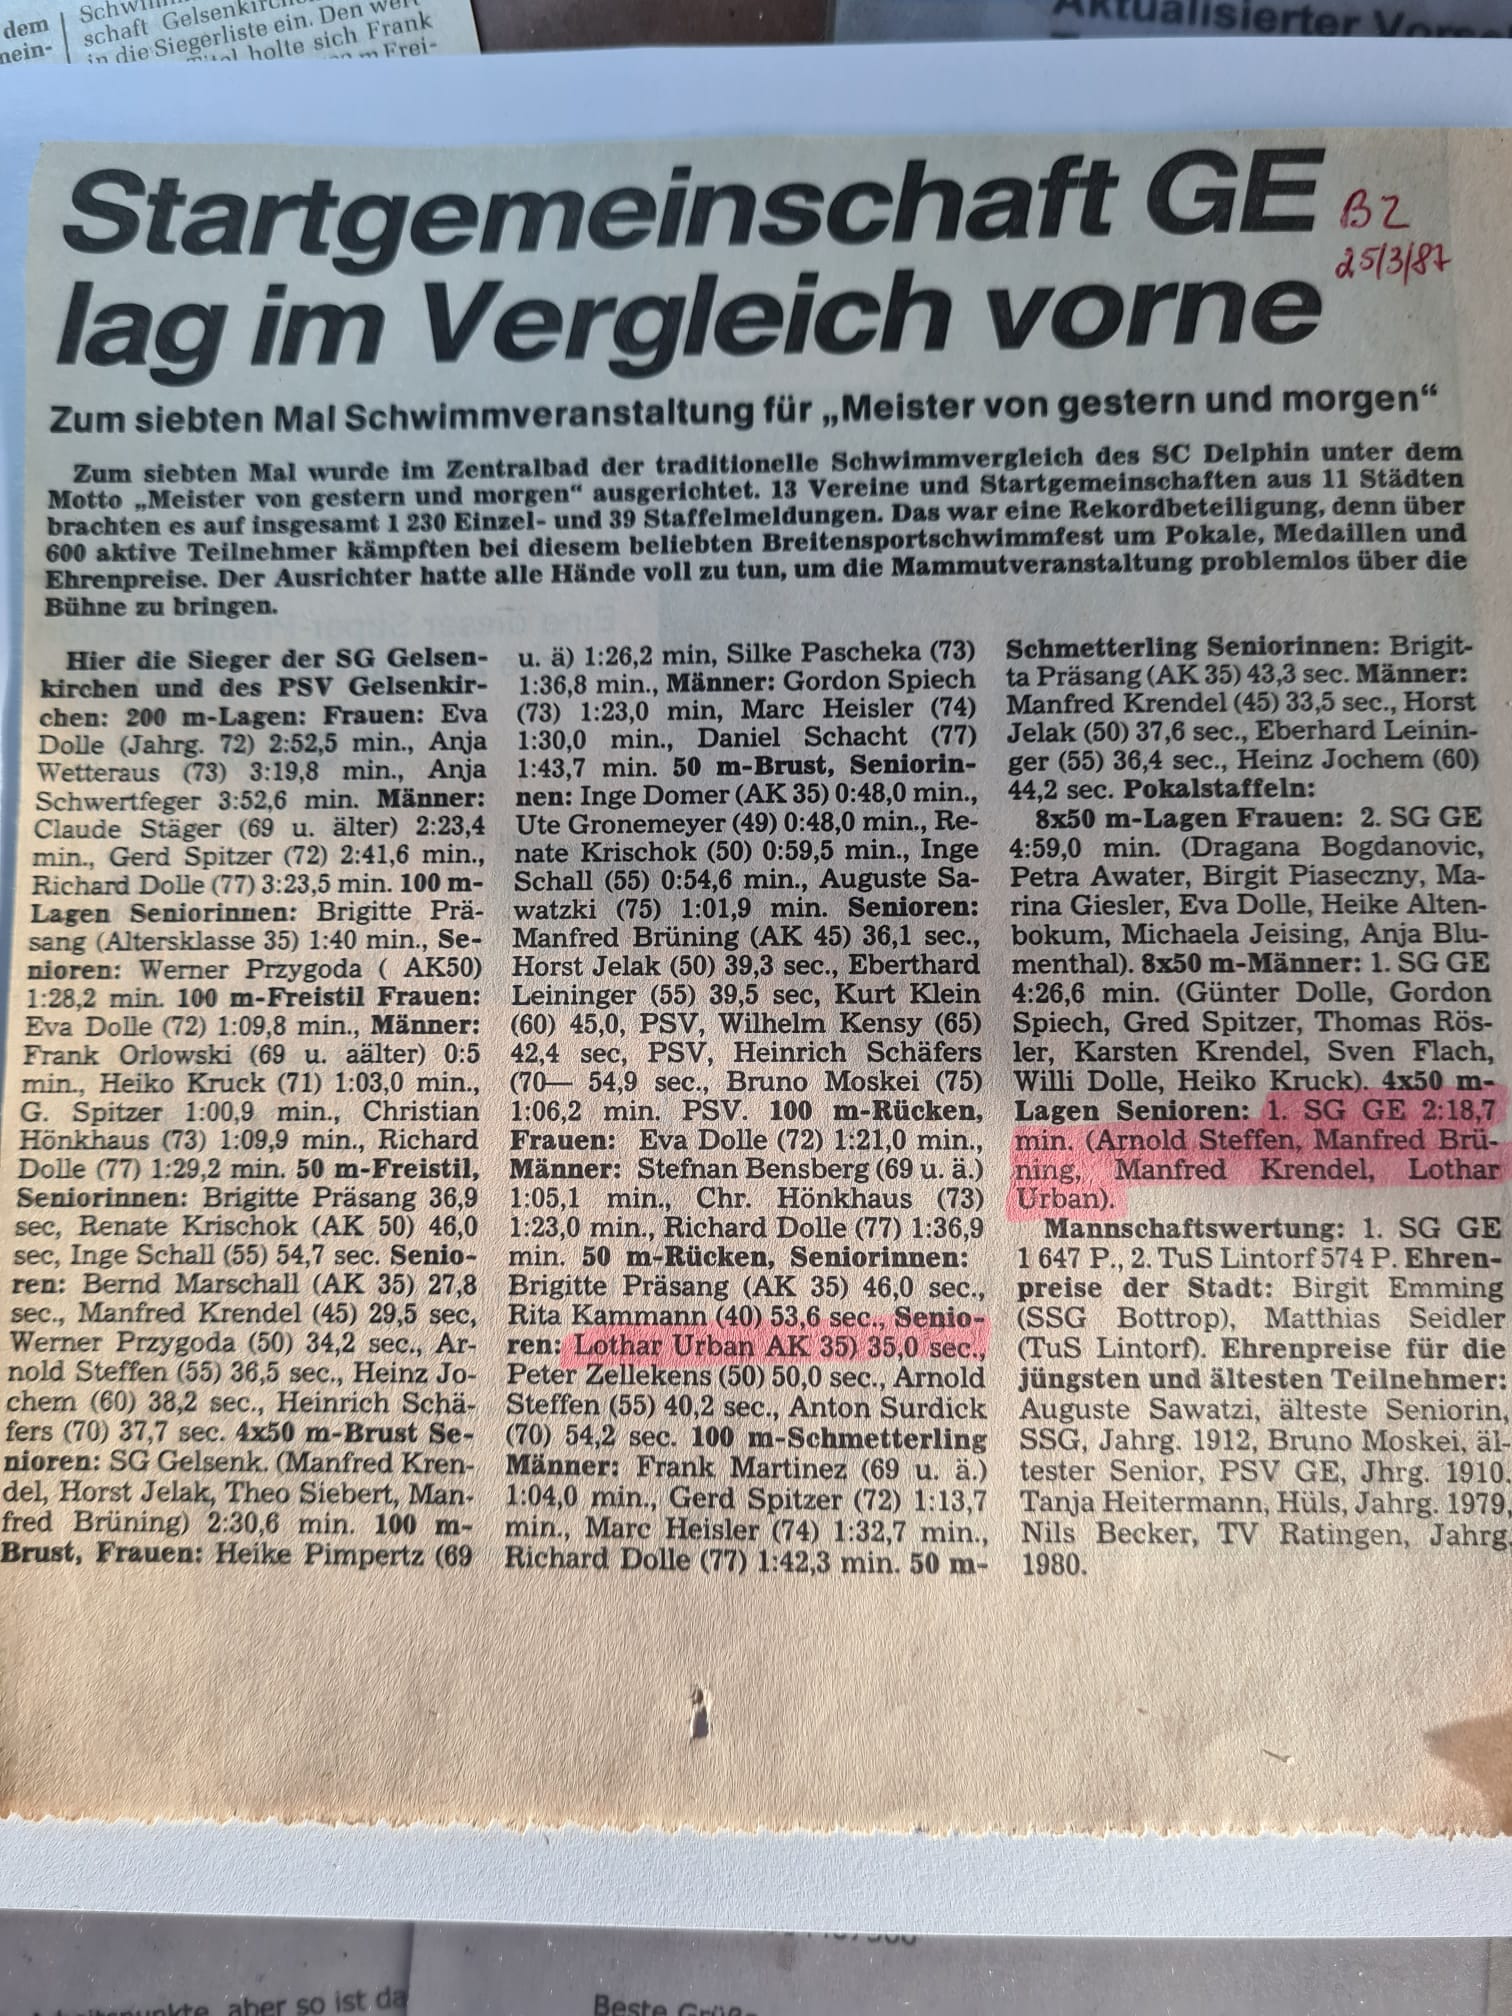 dem
nein-
schaft Gelsenkirchen
in die Siegerliste ein. Den
holte sich Frank
Frei-
Aktualisierter
Startgemeinschaft GE
lag im Vergleich vorne
BZ
25/3/87
Zum siebten Mal Schwimmveranstaltung für „Meister von gestern und morgen“
Zum siebten Mal wurde im Zentralbad der traditionelle Schwimmvergleich des SC Delphin unter dem
Motto „Meister von gestern und morgen“ ausgerichtet. 13 Vereine und Startgemeinschaften aus 11 Städten
brachten es auf insgesamt 1 230 Einzel- und 39 Staffelmeldungen. Das war eine Rekordbeteiligung, denn über
600 aktive Teilnehmer kämpften bei diesem beliebten Breitensportschwimmfest um Pokale, Medaillen und
Ehrenpreise. Der Ausrichter hatte alle Hände voll zu tun, um die Mammutveranstaltung problemlos über die
Bühne zu bringen.
Hier die Sieger der SG Gelsen-
kirchen und des PSV Gelsenkir-
chen: 200 m-Lagen: Frauen: Eva
Dolle (Jahrg. 72) 2:52,5 min., Anja
Wetteraus (73) 3:19,8 min., Anja
Schwertfeger 3:52,6 min. Männer:
Claude Stäger (69 u. älter) 2:23,4
min., Gerd Spitzer (72) 2:41,6 min.,
Richard Dolle (77) 3:23,5 min. 100 m-
Lagen Seniorinnen: Brigitte Prä-
sang (Altersklasse 35) 1:40 min., Se-
nioren: Werner Przygoda ( AK50)
1:28,2 min. 100 m-Freistil Frauen:
Eva Dolle (72) 1:09,8 min., Männer:
Frank Orlowski (69 u. aälter) 0:5
min., Heiko Kruck (71) 1:03,0 min.,
G. Spitzer 1:00,9 min., Christian
Hönkhaus (73) 1:09,9 min., Richard
Dolle (77) 1:29,2 min. 50 m-Freistil,
Seniorinnen: Brigitte Präsang 36,9
sec, Renate Krischok (AK 50) 46,0
sec, Inge Schall (55) 54,7 sec. Senio-
ren: Bernd Marschall (AK 35) 27,8
sec., Manfred Krendel (45) 29,5 sec,
Werner Przygoda (50) 34,2 sec., Ar-
nold Steffen (55) 36,5 sec., Heinz Jo-
chem (60) 38,2 sec., Heinrich Schä-
fers (70) 37,7 sec. 4x50 m-Brust Se-
nioren: SG Gelsenk. (Manfred Kren-
del, Horst Jelak, Theo Siebert, Man-
fred Brüning) 2:30,6 min. 100 m-
Brust, Frauen: Heike Pimpertz (69
u. ä) 1:26,2 min, Silke Pascheka (73)
1:36,8 min., Männer: Gordon Spiech
(73) 1:23,0 min, Marc Heisler (74)
1:30,0 min., Daniel Schacht (77)
1:43,7 min. 50 m-Brust, Seniorin-
nen: Inge Domer (AK 35) 0:48,0 min.,
Ute Gronemeyer (49) 0:48,0 min., Re-
nate Krischok (50) 0:59,5 min., Inge
Schall (55) 0:54,6 min., Auguste Sa-
watzki (75) 1:01,9 min. Senioren:
Manfred Brüning (AK 45) 36,1 sec.,
Horst Jelak (50) 39,3 sec., Eberthard
Leininger (55) 39,5 sec, Kurt Klein
(60) 45,0, PSV, Wilhelm Kensy (65)
42,4 sec, PSV, Heinrich Schäfers
(70— 54,9 sec., Bruno Moskei (75)
1:06,2 min. PSV. 100 m-Rücken,
Frauen: Eva Dolle (72) 1:21,0 min.,
Männer: Stefnan Bensberg (69 u. ä.)
1:05,1 min., Chr. Hönkhaus (73)
1:23,0 min., Richard Dolle (77) 1:36,9
min. 50 m-Rücken, Seniorinnen:
Brigitte Präsang (AK 35) 46,0 sec.,
Rita Kammann (40) 53,6 sec., Senio-
ren: Lothar Urban AK 35) 35,0 sec.,
Peter Zellekens (50) 50,0 sec., Arnold
Steffen (55) 40,2 sec., Anton Surdick
(70) 54,2 sec. 100 m-Schmetterling
Männer: Frank Martinez (69 u. ä.)
1:04,0 min., Gerd Spitzer (72) 1:13,7
min., Marc Heisler (74) 1:32,7 min.,
Richard Dolle (77) 1:42,3 min. 50 m-
Schmetterling Seniorinnen: Brigit-
ta Präsang (AK 35) 43,3 sec. Männer:
Manfred Krendel (45) 33,5 sec., Horst
Jelak (50) 37,6 sec., Eberhard Leinin-
ger (55) 36,4 sec., Heinz Jochem (60)
44,2 sec. Pokalstaffeln:
8x50 m-Lagen Frauen: 2. SG GE
4:59,0 min. (Dragana Bogdanovic,
Petra Awater, Birgit Piaseczny, Ma-
rina Giesler, Eva Dolle, Heike Alten-
bokum, Michaela Jeising, Anja Blu-
menthal). 8x50 m-Männer: 1. SG GE
4:26,6 min. (Günter Dolle, Gordon
Spiech, Gred Spitzer, Thomas Rös-
ler, Karsten Krendel, Sven Flach,
Willi Dolle, Heiko Kruck). 4x50 m-
Lagen Senioren: 1. SG GE 2:18,7
min. (Arnold Steffen, Manfred Brü-
ning, Manfred Krendel, Lothar
Urban).
Mannschaftswertung: 1. SG GE
1 647 P., 2. TuS Lintorf 574 P. Ehren-
preise der Stadt: Birgit Emming
(SSG Bottrop), Matthias Seidler
(TuS Lintorf). Ehrenpreise für die
jüngsten und ältesten Teilnehmer:
Auguste Sawatzi, älteste Seniorin,
SSG, Jahrg. 1912, Bruno Moskei, äl-
tester Senior, PSV GE, Jhrg. 1910.
Tanja Heitermann, Hüls, Jahrg. 1979,
Nils Becker, TV Ratingen, Jahrg.
1980.
aber so ist da
Beste